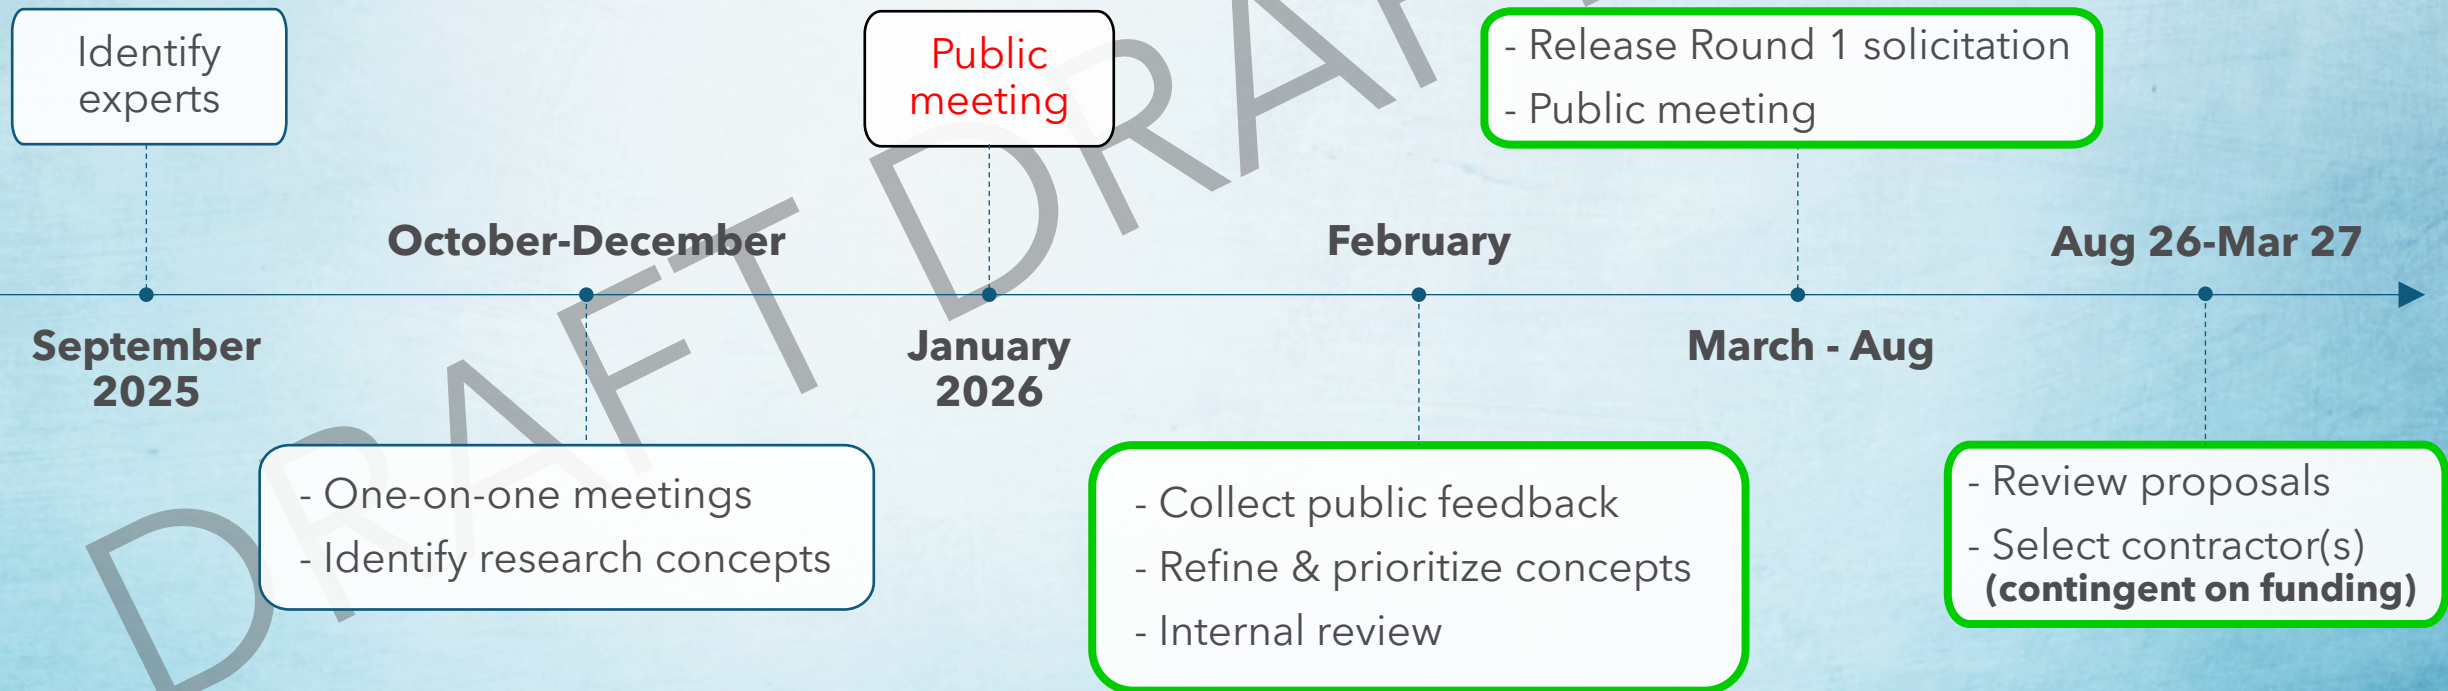 Identify
experts
Public
meeting
- Release Round 1 solicitation
- Public meeting
October-December
February
Aug 26-Mar 27
September
2025
January
2026
March - Aug
- One-on-one meetings
- Identify research concepts
- Collect public feedback
- Refine & prioritize concepts
- Internal review
- Review proposals
- Select contractor(s)
(contingent on funding)
DRAFT DRAF